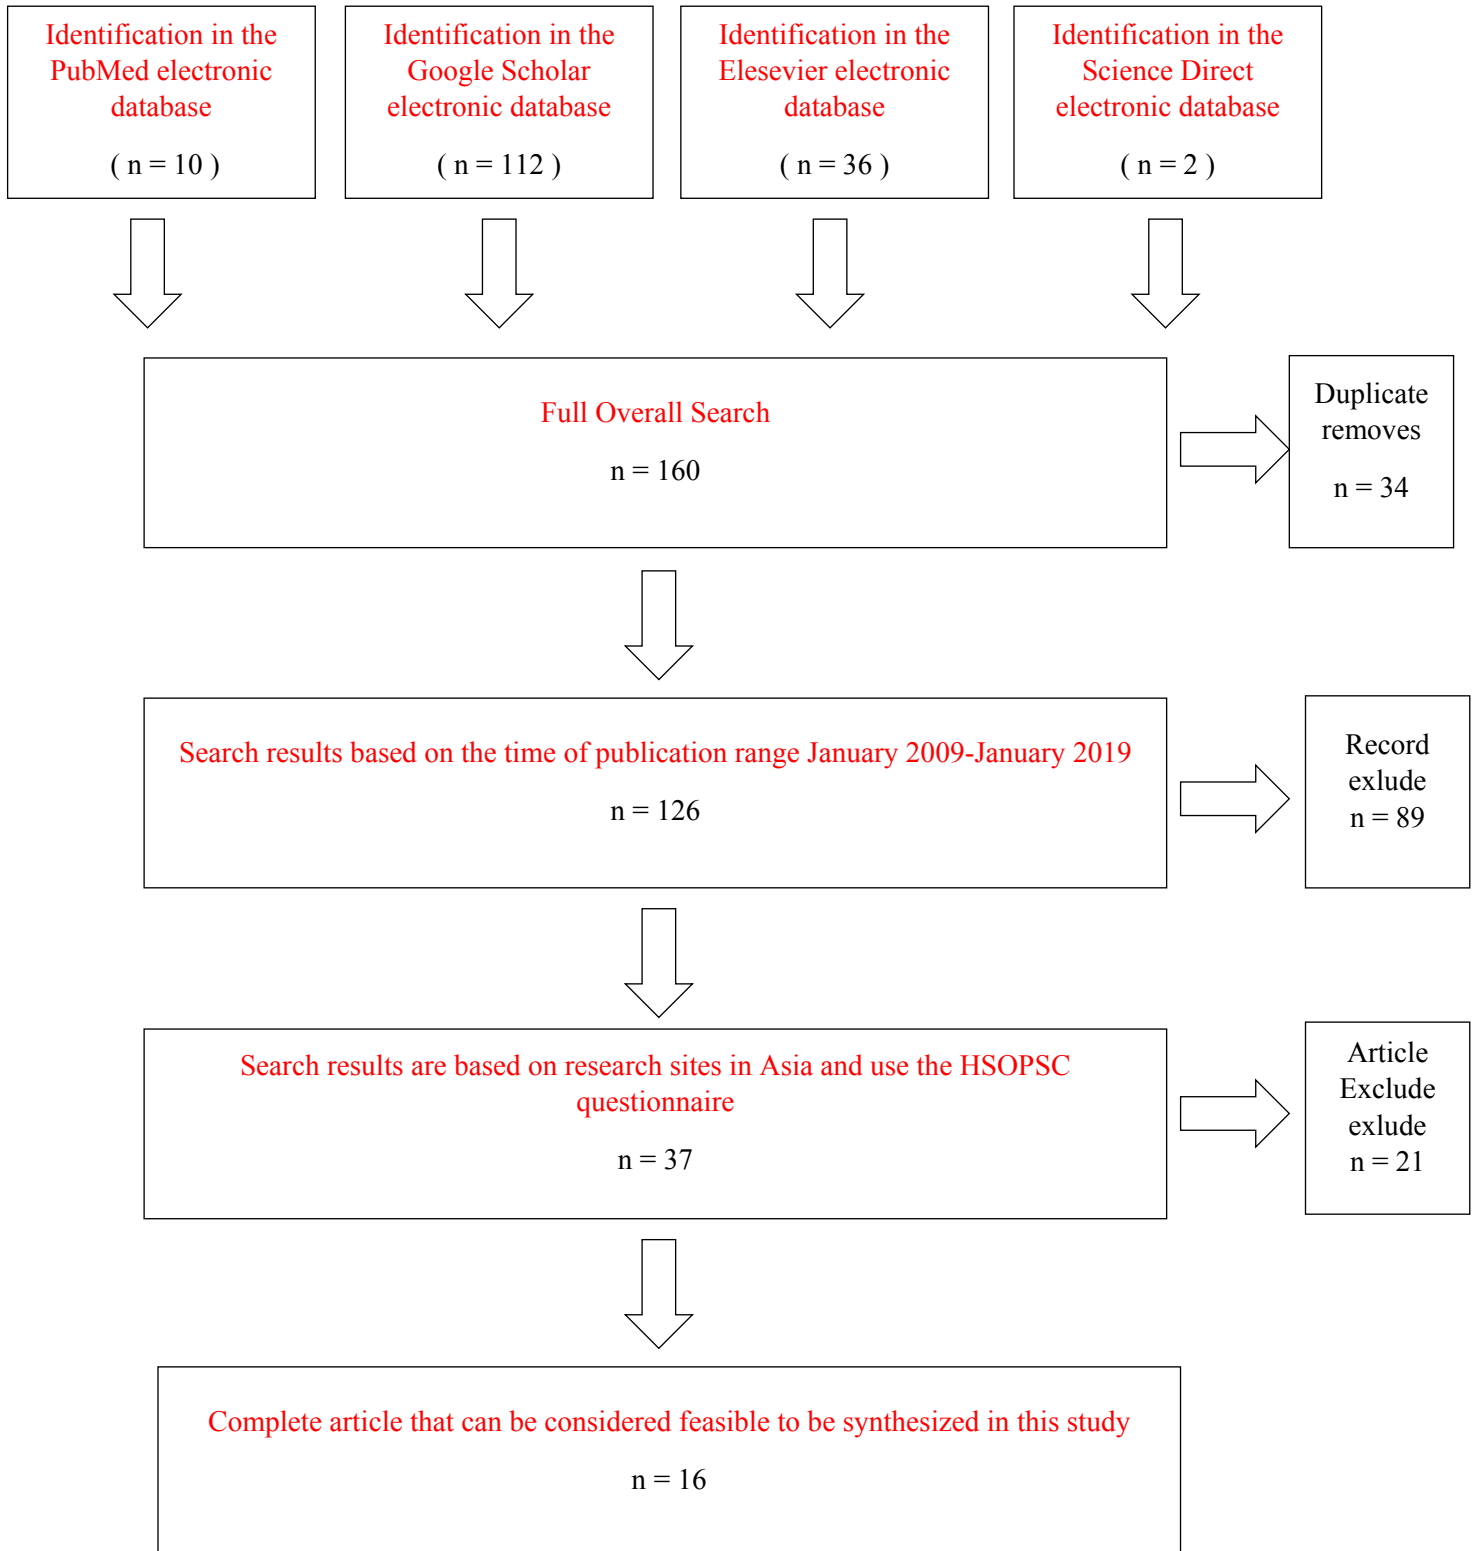 Identification in the
PubMed electronic
database
( n = 10 )
Identification in the
Google Scholar
electronic database
( n = 112 )
Identification in the
Elesevier electronic
database
( n = 36 )
Identification in the
Science Direct
electronic database
( n = 2 )
Full Overall Search
n = 160
Duplicate
removes
n = 34
Search results based on the time of publication range January 2009-January 2019
n = 126
Record
exlude
n = 89
Search results are based on research sites in Asia and use the HSOPSC
questionnaire
n = 37
Article
Exclude
exlude
n = 21
Complete article that can be considered feasible to be synthesized in this study
n = 16